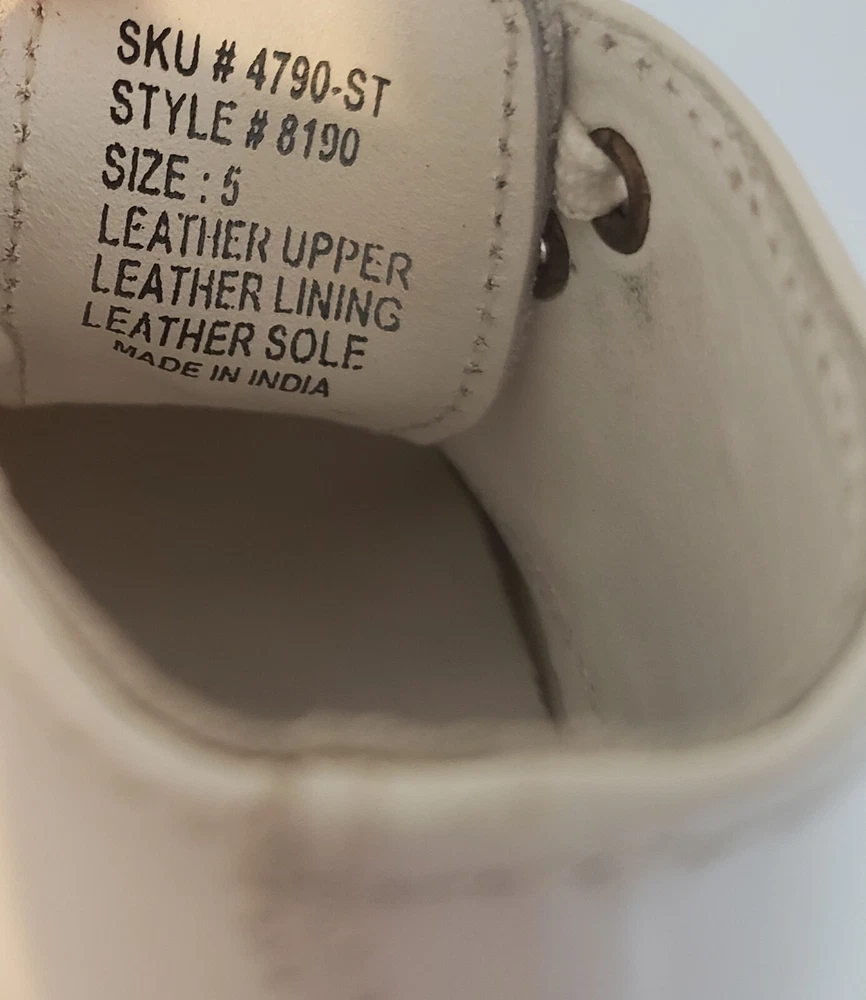 SKU # 4790-ST
STYLE # 8190
SIZE : 5
LEATHER UPPER
LEATHER LINING
LEATHER SOLE
MADE IN INDIA